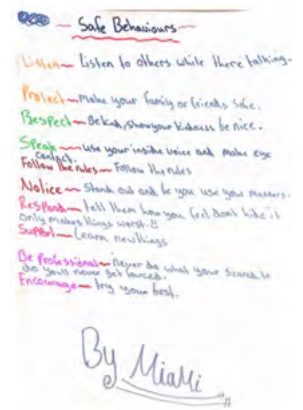 Safe Behaviours
Listen - Listen to others while there talking.
Protect - make your family or friends safe.
Respect - Be kind, show your kindness be nice.
Speak - use your inside voice and make eye
contact.
Follow the rules - Follow the rules
Notice - Stand out and be you use your manners.
Respond - tell them how you feel dont hide it
only makes things worst.!!
Support - Learn new things
Be Professional - never do what your scared to
do your never get forced.
Encourage - try your best.
By MiaMi